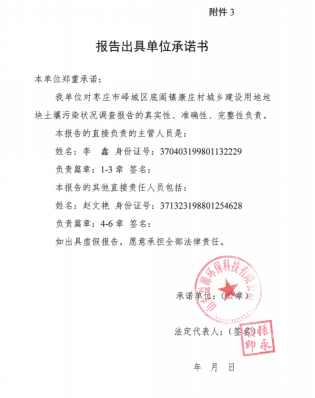 附件 3
报告出具单位承诺书
本单位郑重承诺：
我单位对枣庄市峄城区底阁镇康庄村城乡建设用地地
块土壤污染状况调查报告的真实性、准确性、完整性负责。
本报告的直接负责的主管人员是：
姓名：李 鑫 身份证号：370403199801132229
负责篇章：1-3 章 签名：
本报告的其他直接责任人员包括：
姓名：赵文艳 身份证号：371323198801254628
负责篇章：4-6 章 签名：
如出具虚假报告。愿意承担全部法律责任。
承诺单位：（公章）
法定代表人：（签名）
年 月 日